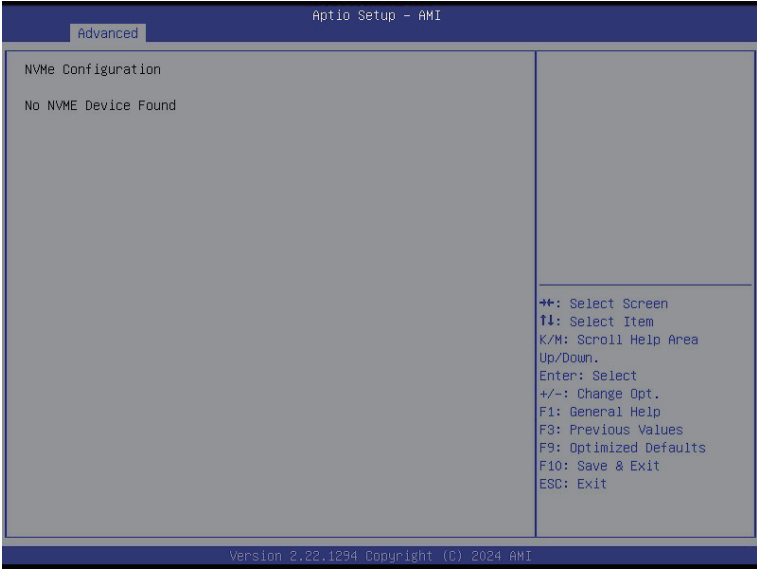 Aptio Setup – AMI
Advanced
NVMe Configuration
No NVME Device Found
→←: Select Screen
↑↓: Select Item
K/M: Scroll Help Area
Up/Down.
Enter: Select
+/-: Change Opt.
F1: General Help
F3: Previous Values
F9: Optimized Defaults
F10: Save & Exit
ESC: Exit
Version 2.22.1294 Copyright (C) 2024 AMI